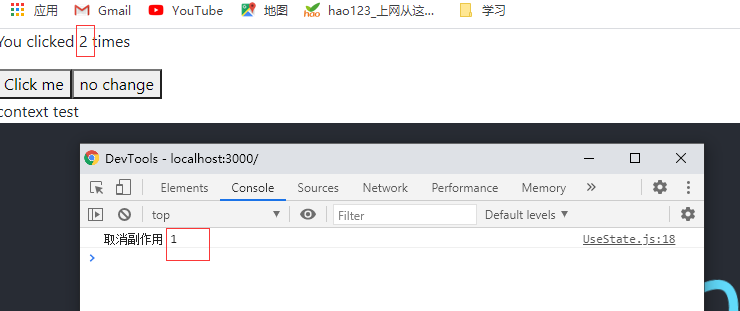 应用 Gmail YouTube 地图 hao123_上网从这... 学习
You clicked 2 times
Click me no change
context test
DevTools - localhost:3000/
Elements Console Sources Network Performance Memory »
top Filter Default levels
取消副作用 1 UseState.js:18
>